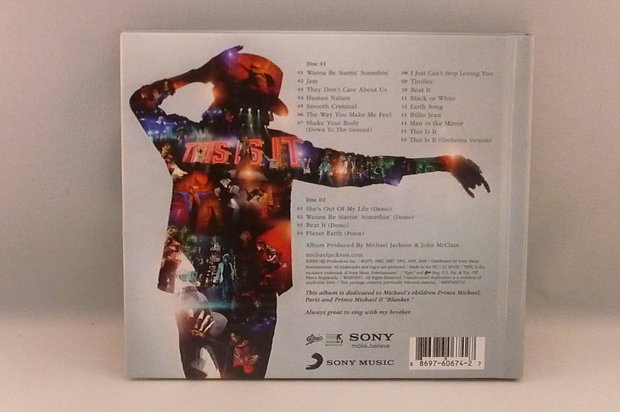 THIS IS IT
Disc 01
01 Wanna Be Startin' Somethin'
02 Jam
03 They Don't Care About Us
04 Human Nature
05 Smooth Criminal
06 The Way You Make Me Feel
07 Shake Your Body
(Down To The Ground)
08 I Just Can't Stop Loving You
09 Thriller
10 Beat It
11 Black or White
12 Earth Song
13 Billie Jean
14 Man in the Mirror
15 This Is It
16 This Is It (Orchestra Version)
Disc 02
01 She's Out Of My Life (Demo)
02 Wanna Be Startin' Somethin' (Demo)
03 Beat It (Demo)
04 Planet Earth (Poem)
Album Produced By Michael Jackson & John McClain
michaeljackson.com
This album is dedicated to Michael's children Prince Michael,
Paris and Prince Michael II "Blanket."
Always great to sing with my brother
Epic
SONY
make.believe
SONY MUSIC
8 8697-60674-2 7